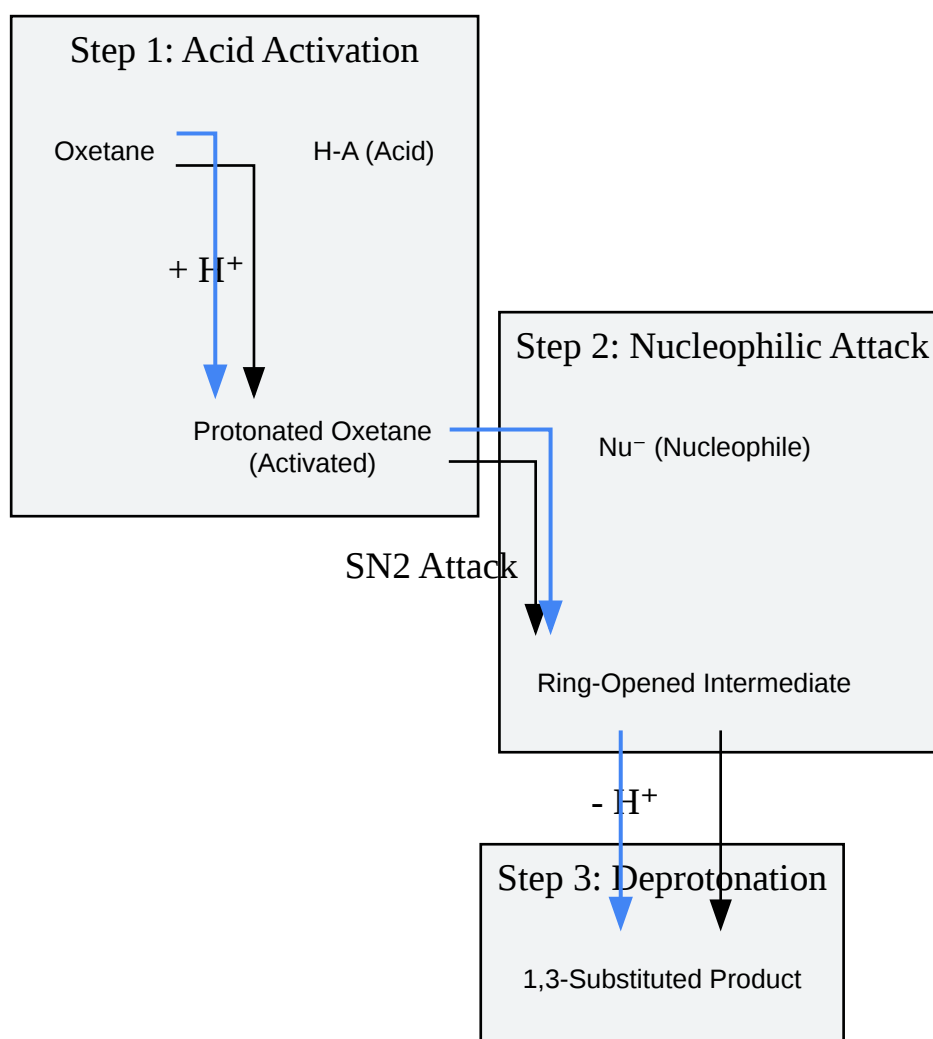 Step 1: Acid Activation
Oxetane
H-A (Acid)
+ H⁺
Protonated Oxetane
(Activated)
Step 2: Nucleophilic Attack
Nu⁻ (Nucleophile)
SN2 Attack
Ring-Opened Intermediate
- H⁺
Step 3: Deprotonation
1,3-Substituted Product